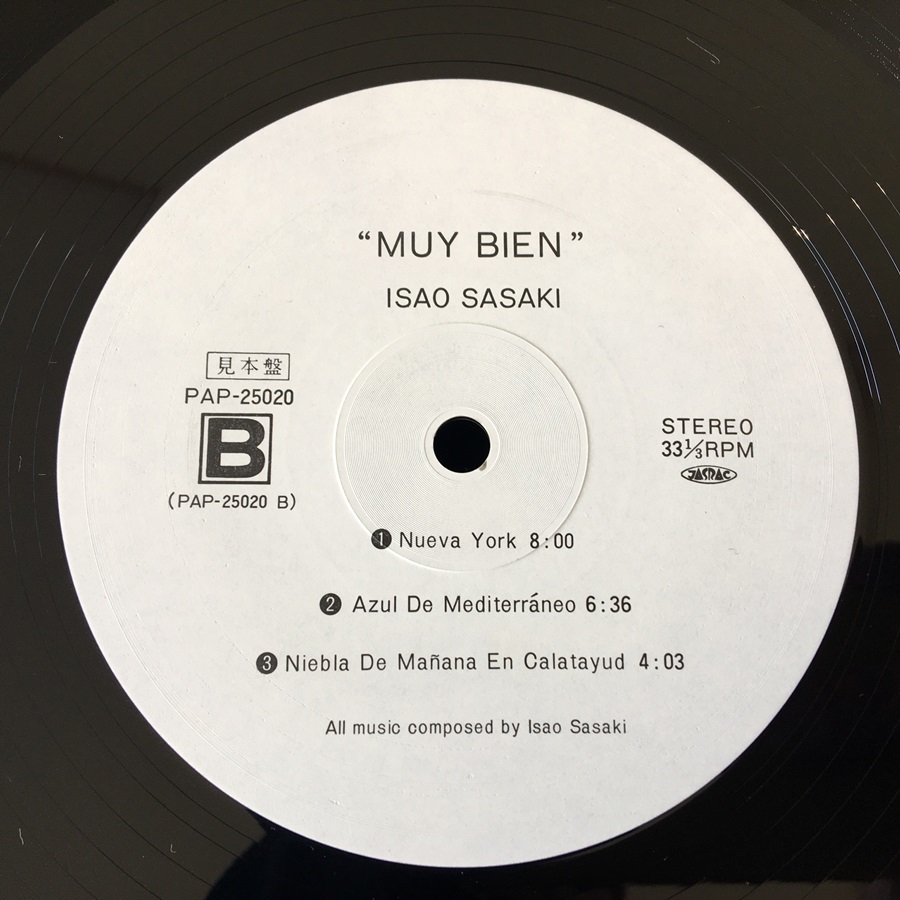 “MUY BIEN”
ISAO SASAKI
見本盤
PAP-25020
B
(PAP-25020 B)
STEREO
33⅓RPM
JASRAC
❶ Nueva York 8:00
❷ Azul De Mediterráneo 6:36
❸ Niebla De Mañana En Calatayud 4:03
All music composed by Isao Sasaki